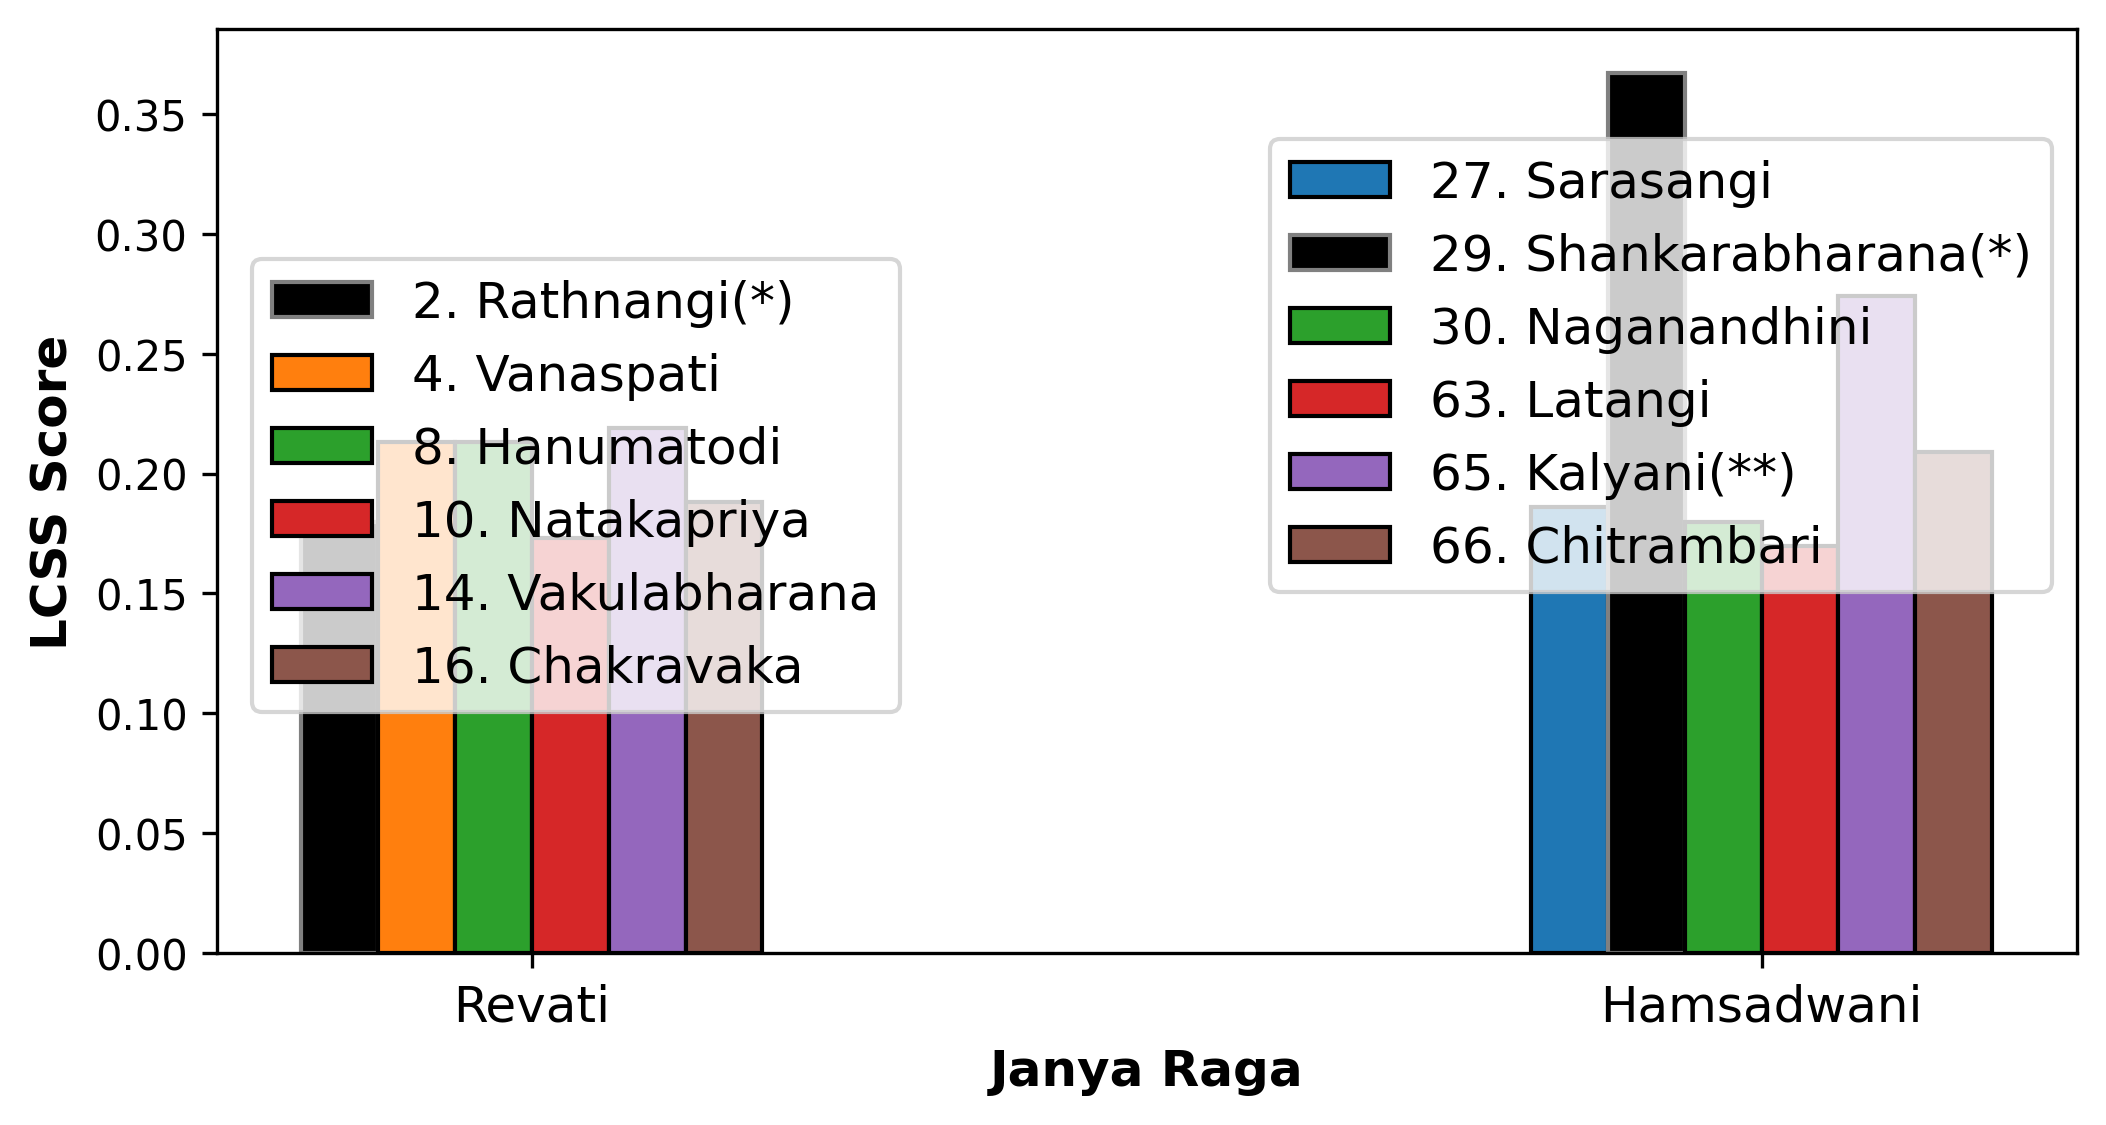 LCSS Score
0.35
0.30
0.25
0.20
0.15
0.10
0.05
0.00
2. Rathnangi(*)
4. Vanaspati
8. Hanumatodi
10. Natakapriya
14. Vakulabharana
16. Chakravaka
27. Sarasangi
29. Shankarabharana(*)
30. Naganandhini
63. Latangi
65. Kalyani(**)
66. Chitrambari
Revati
Hamsadwani
Janya Raga